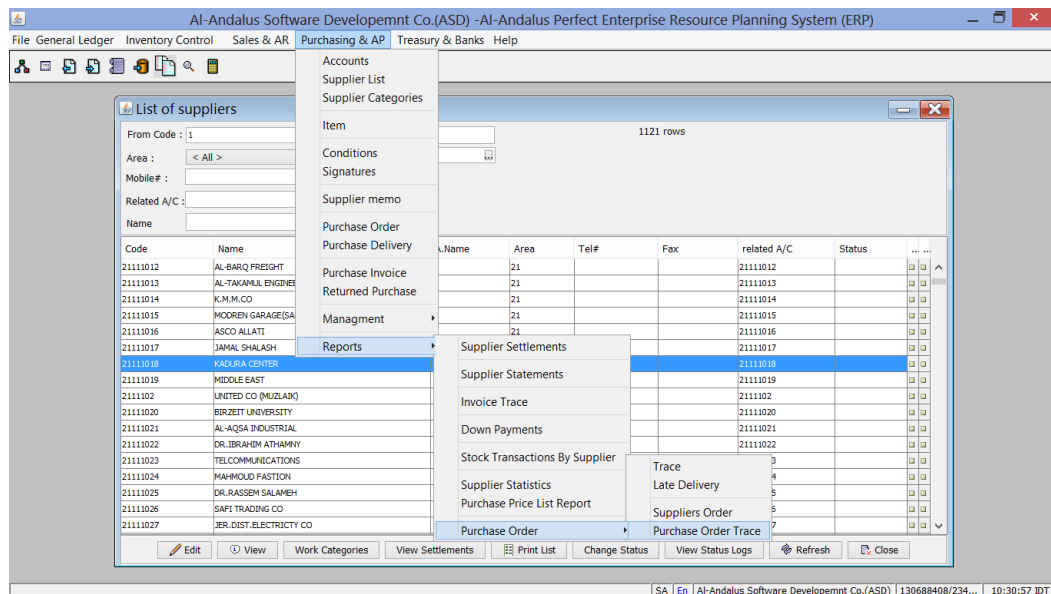 Al-Andalus Software Developemnt Co.(ASD) -Al-Andalus Perfect Enterprise Resource Planning System (ERP)
File General Ledger Inventory Control Sales & AR Purchasing & AP Treasury & Banks Help
Accounts
Supplier List
Supplier Categories
Item
Conditions
Signatures
Supplier memo
Purchase Order
Purchase Delivery
Purchase Invoice
Returned Purchase
Managment
Reports
Supplier Settlements
Supplier Statements
Invoice Trace
Down Payments
Stock Transactions By Supplier
Supplier Statistics
Purchase Price List Report
Purchase Order
Trace
Late Delivery
Suppliers Order
Purchase Order Trace
List of suppliers
From Code : 1
1121 rows
Area : < All >
...
Mobile# :
Related A/C :
Name
Code Name A.Name Area Tel# Fax related A/C Status ... ...
21111012 AL-BARQ FREIGHT 21 21111012
21111013 AL-TAKAMUL ENGINEE 21 21111013
21111014 K.M.M.CO 21 21111014
21111015 MODREN GARAGE(SA 21 21111015
21111016 ASCO ALLATI 21 21111016
21111017 JAMAL SHALASH 21111017
21111018 KADURA CENTER 21111018
21111019 MIDDLE EAST 21111019
2111102 UNITED CO (MUZLAIK) 2111102
21111020 BIRZEIT UNIVERSITY 21111020
21111021 AL-AQSA INDUSTRIAL 21111021
21111022 DR.IBRAHIM ATHAMNY 21111022
21111023 TELCOMMUNICATIONS 3
21111024 MAHMOUD FASTION 4
21111025 DR.RASSEM SALAMEH 5
21111026 SAFI TRADING CO 6
21111027 JER.DIST.ELECTRICTY CO 7
Edit View Work Categories View Settlements Print List Change Status View Status Logs Refresh Close
SA En Al-Andalus Software Developemnt Co.(ASD) 130688408/234... 10:30:57 IDT